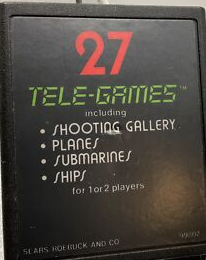 27
TELE-GAMES™
including
• SHOOTING GALLERY
• PLANES
• SUBMARINES
• SHIPS
for 1 or 2 players
SEARS ROEBUCK AND CO